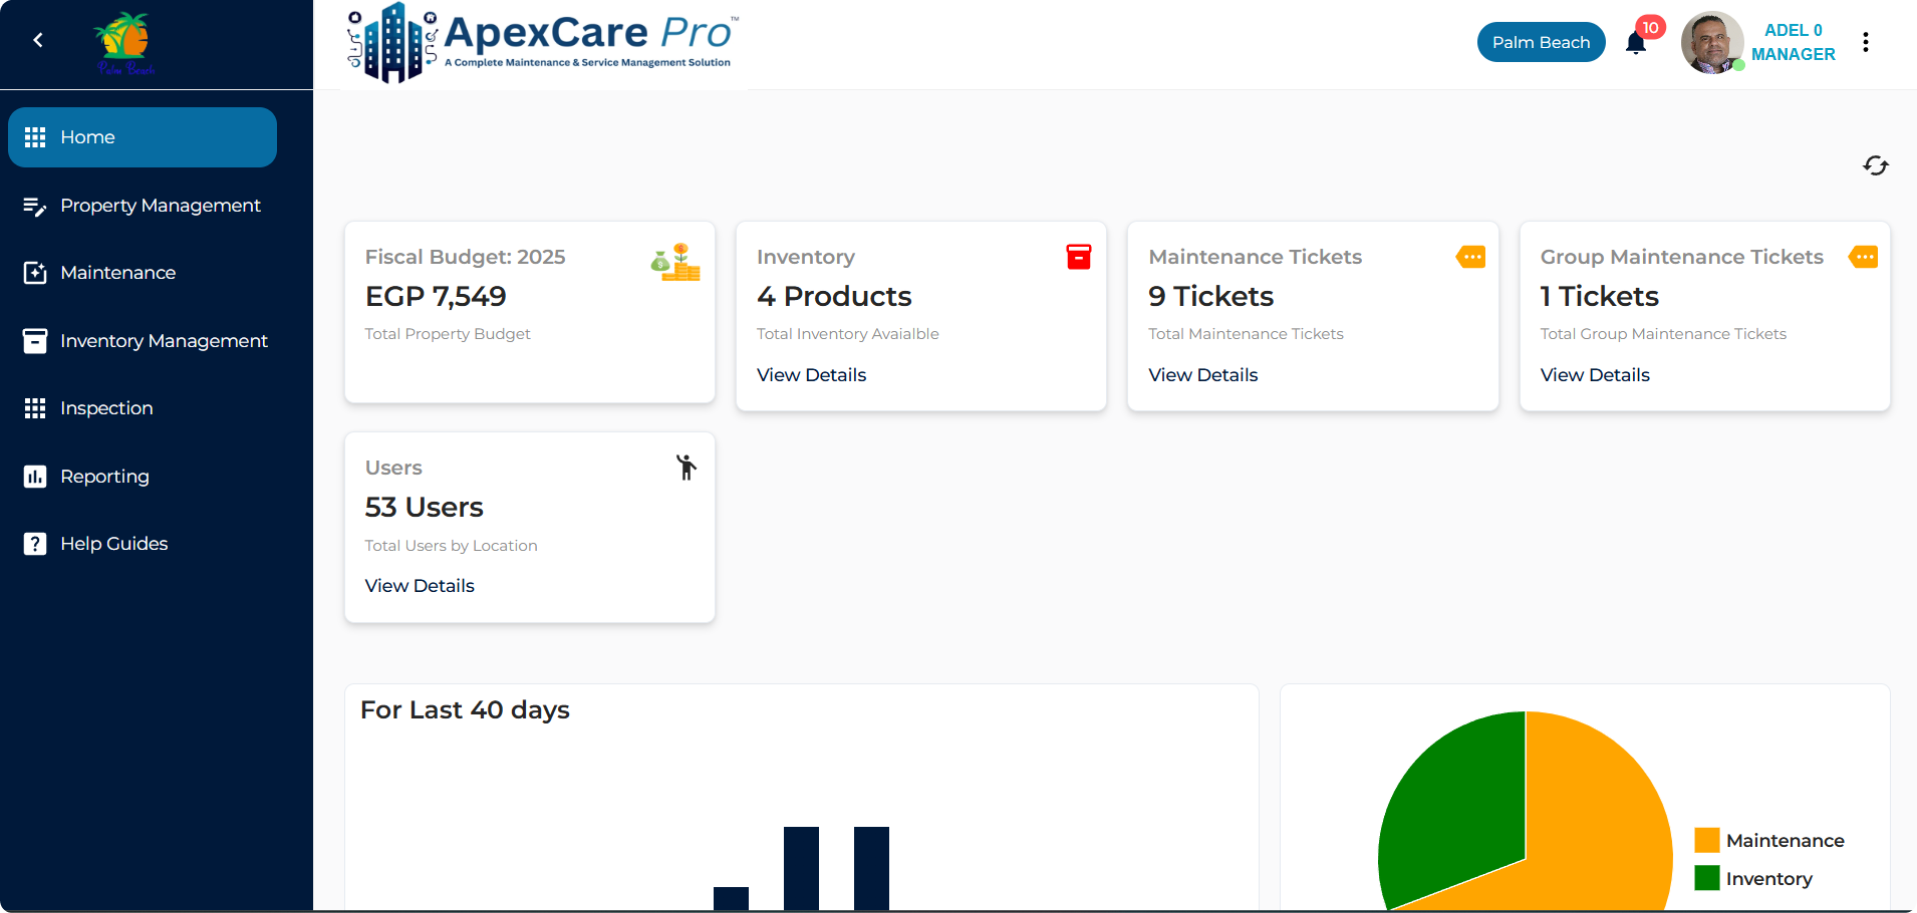 Palm Beach
ApexCare Pro™
A Complete Maintenance & Service Management Solution
Palm Beach
10
ADEL 0
MANAGER
Home
Property Management
Maintenance
Inventory Management
Inspection
Reporting
Help Guides
Fiscal Budget: 2025
EGP 7,549
Total Property Budget
Inventory
4 Products
Total Inventory Avaialble
View Details
Maintenance Tickets
9 Tickets
Total Maintenance Tickets
View Details
Group Maintenance Tickets
1 Tickets
Total Group Maintenance Tickets
View Details
Users
53 Users
Total Users by Location
View Details
For Last 40 days
Maintenance
Inventory